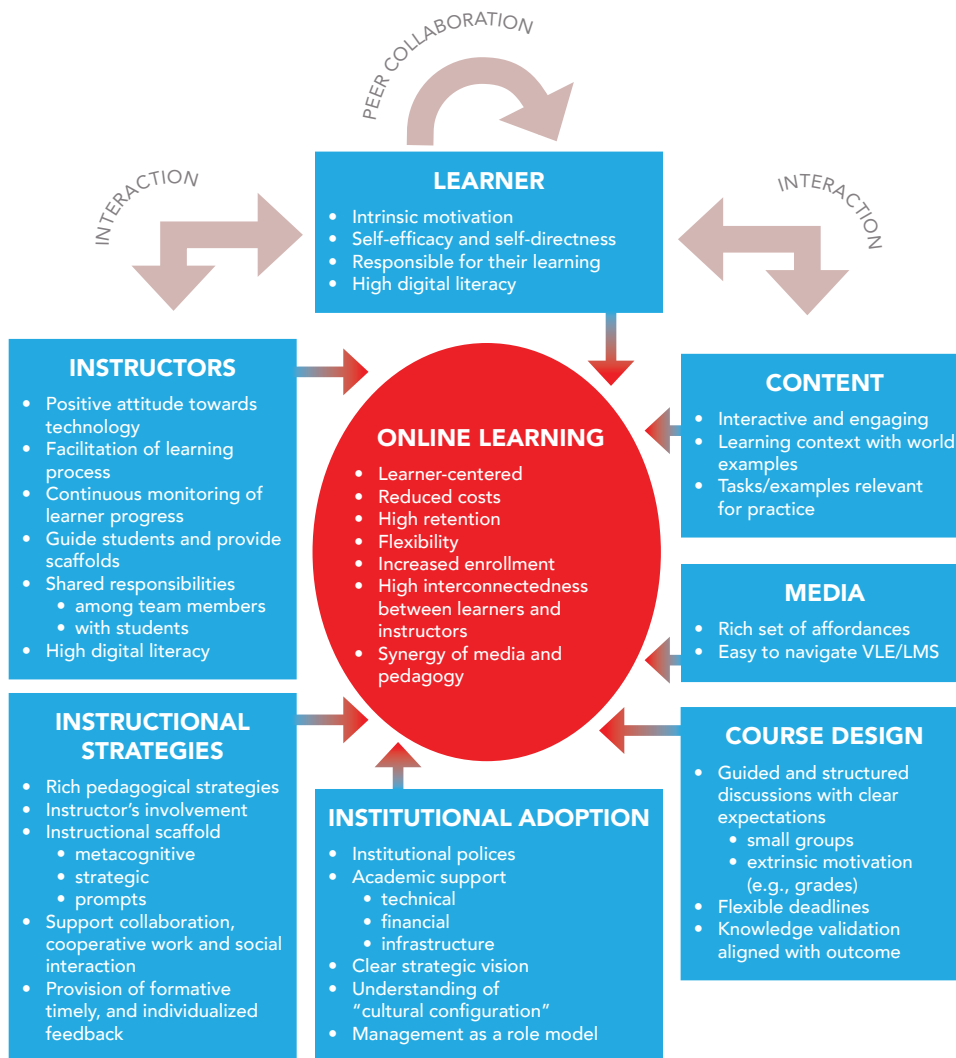 PEER COLLABORATION
INTERACTION
INTERACTION
LEARNER
• Intrinsic motivation
• Self-efficacy and self-directness
• Responsible for their learning
• High digital literacy
INSTRUCTORS
• Positive attitude towards
technology
• Facilitation of learning
process
• Continuous monitoring of
learner progress
• Guide students and provide
scaffolds
• Shared responsibilities
• among team members
• with students
• High digital literacy
ONLINE LEARNING
• Learner-centered
• Reduced costs
• High retention
• Flexibility
• Increased enrollment
• High interconnectedness
between learners and
instructors
• Synergy of media and
pedagogy
CONTENT
• Interactive and engaging
• Learning context with world
examples
• Tasks/examples relevant
for practice
MEDIA
• Rich set of affordances
• Easy to navigate VLE/LMS
INSTRUCTIONAL
STRATEGIES
• Rich pedagogical strategies
• Instructor's involvement
• Instructional scaffold
• metacognitive
• strategic
• prompts
• Support collaboration,
cooperative work and social
interaction
• Provision of formative
timely, and individualized
feedback
INSTITUTIONAL ADOPTION
• Institutional polices
• Academic support
• technical
• financial
• infrastructure
• Clear strategic vision
• Understanding of
"cultural configuration"
• Management as a role model
COURSE DESIGN
• Guided and structured
discussions with clear
expectations
• small groups
• extrinsic motivation
(e.g., grades)
• Flexible deadlines
• Knowledge validation
aligned with outcome